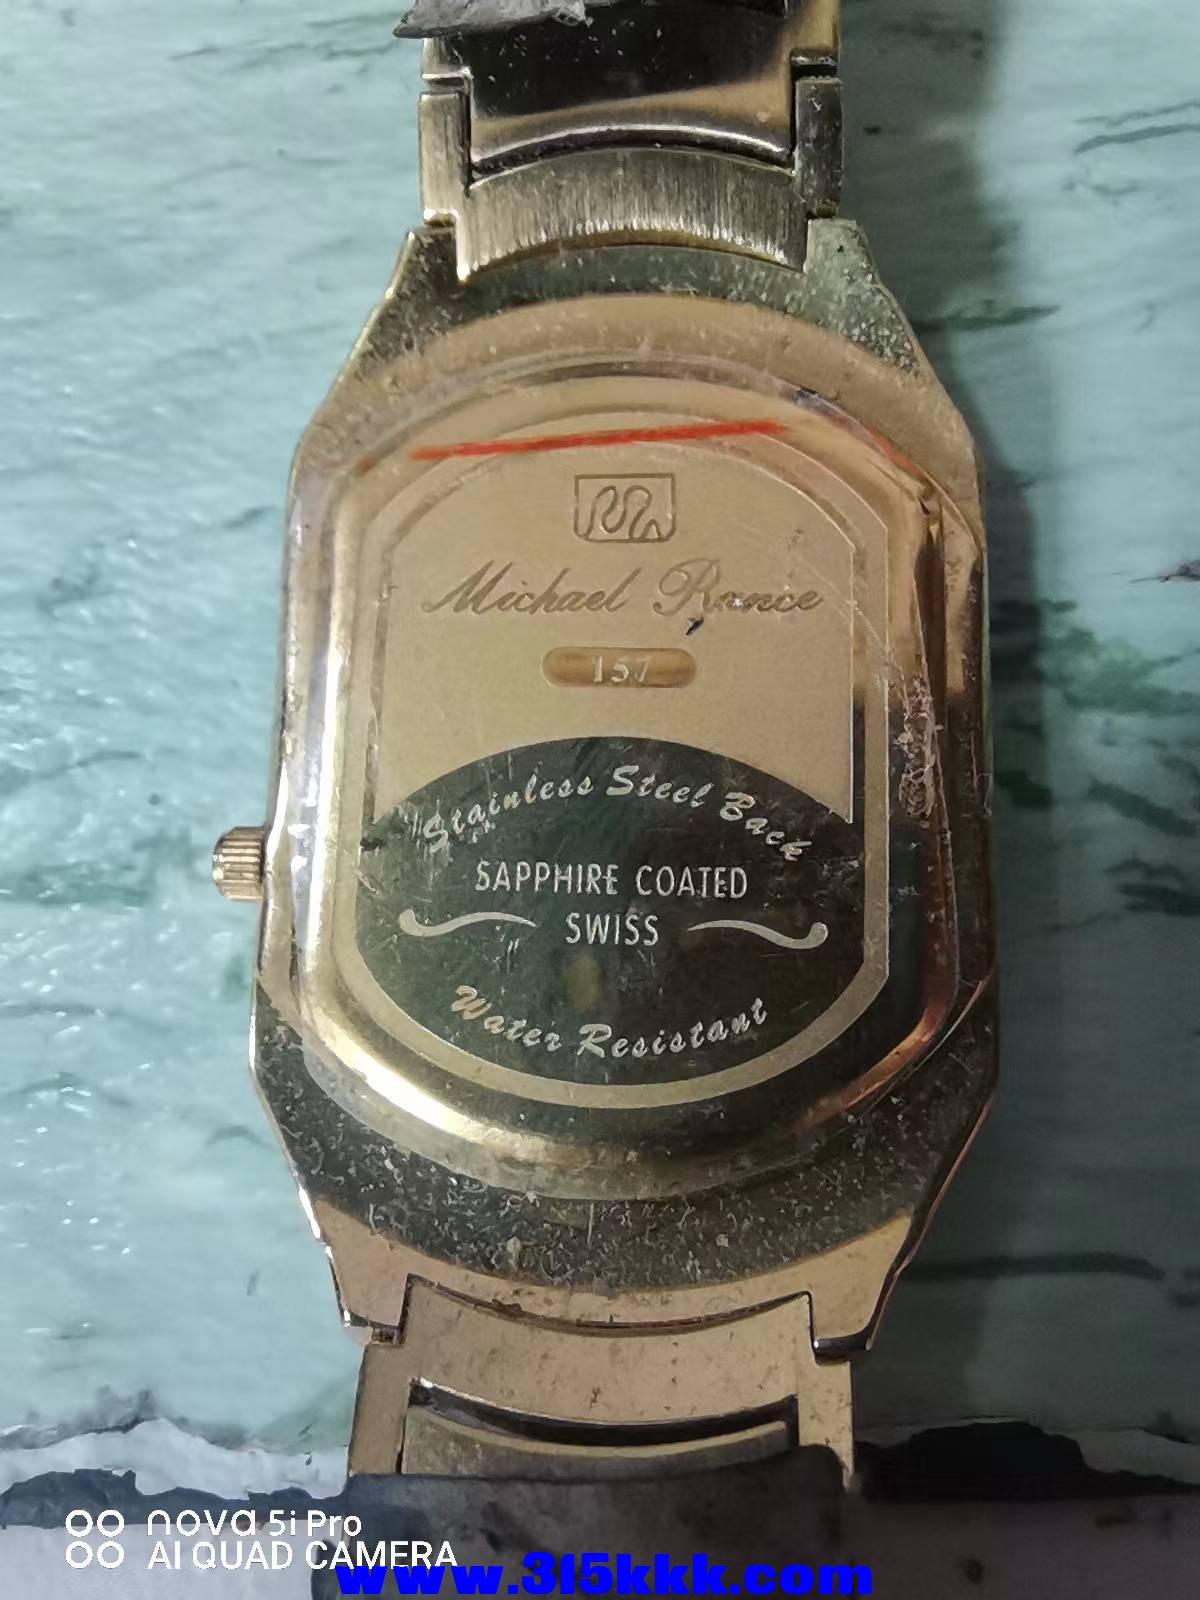 Michael Rance
157
Stainless Steel Back
SAPPHIRE COATED
SWISS
Water Resistant
nova 5i Pro
AI QUAD CAMERA
www.315kkk.com